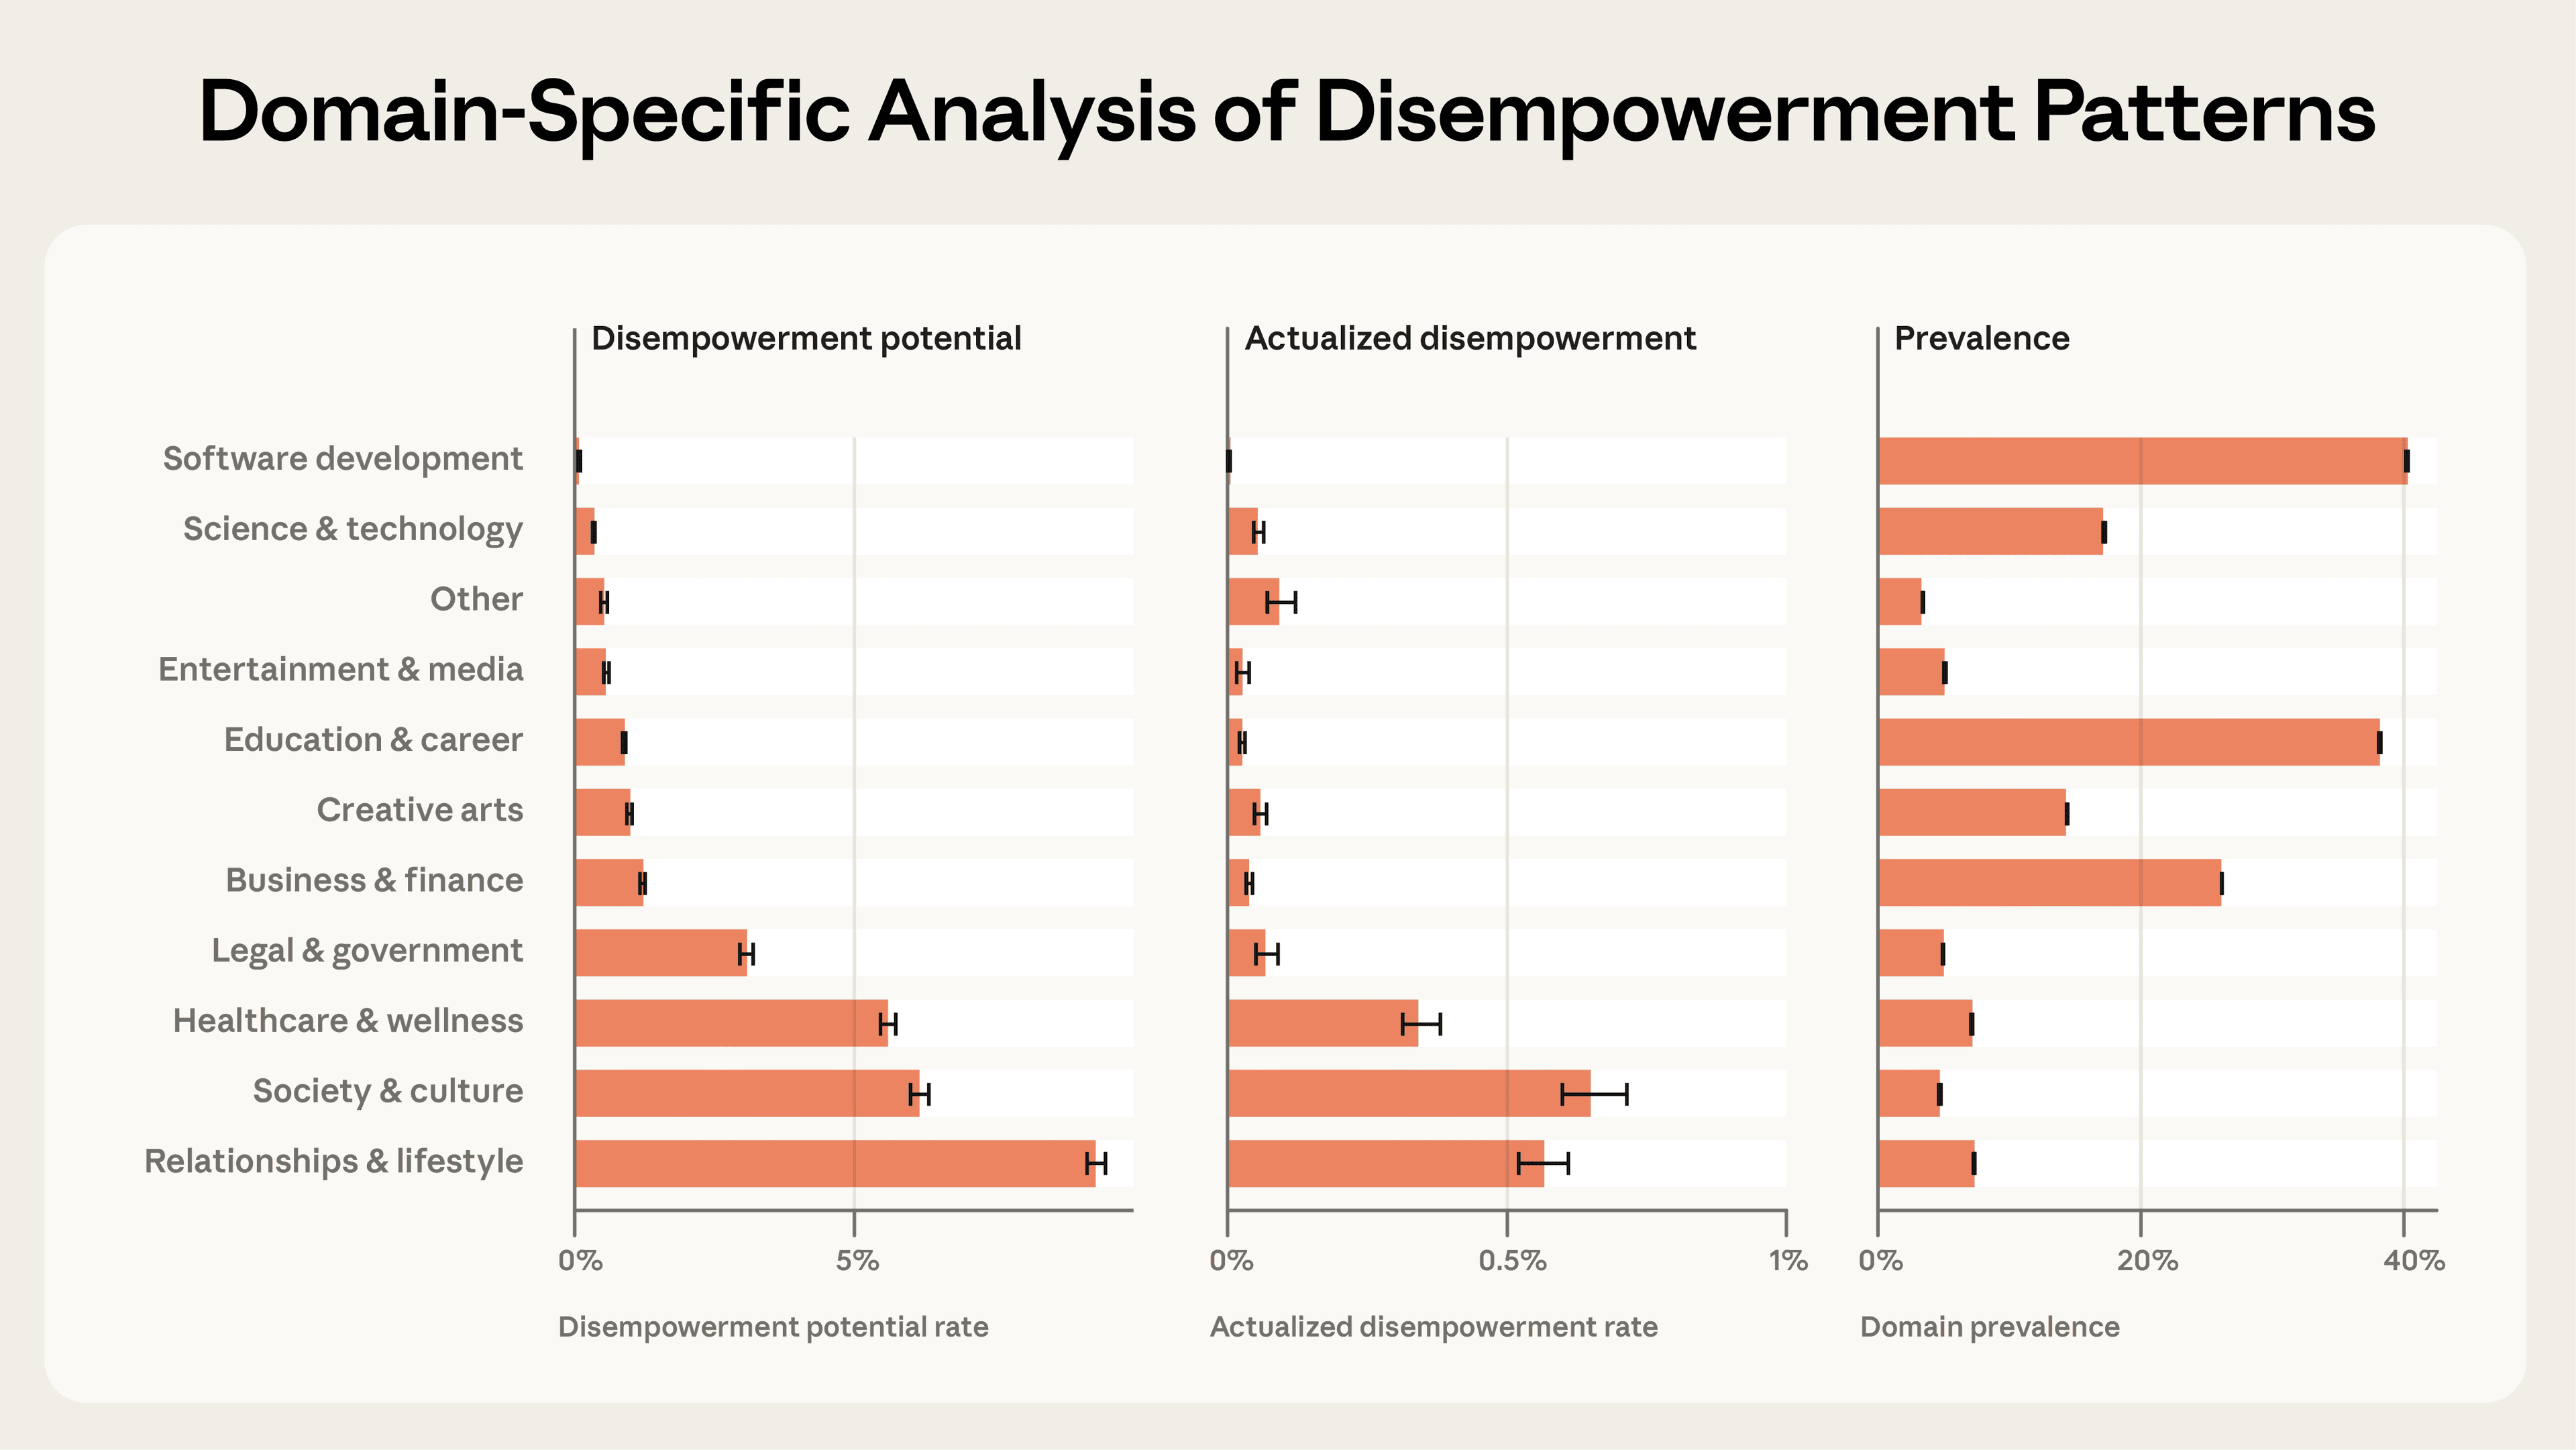 Domain-Specific Analysis of Disempowerment Patterns
Disempowerment potential
Actualized disempowerment
Prevalence
Software development
Science & technology
Other
Entertainment & media
Education & career
Creative arts
Business & finance
Legal & government
Healthcare & wellness
Society & culture
Relationships & lifestyle
0% 5%
0% 0.5% 1%
0% 20% 40%
Disempowerment potential rate
Actualized disempowerment rate
Domain prevalence